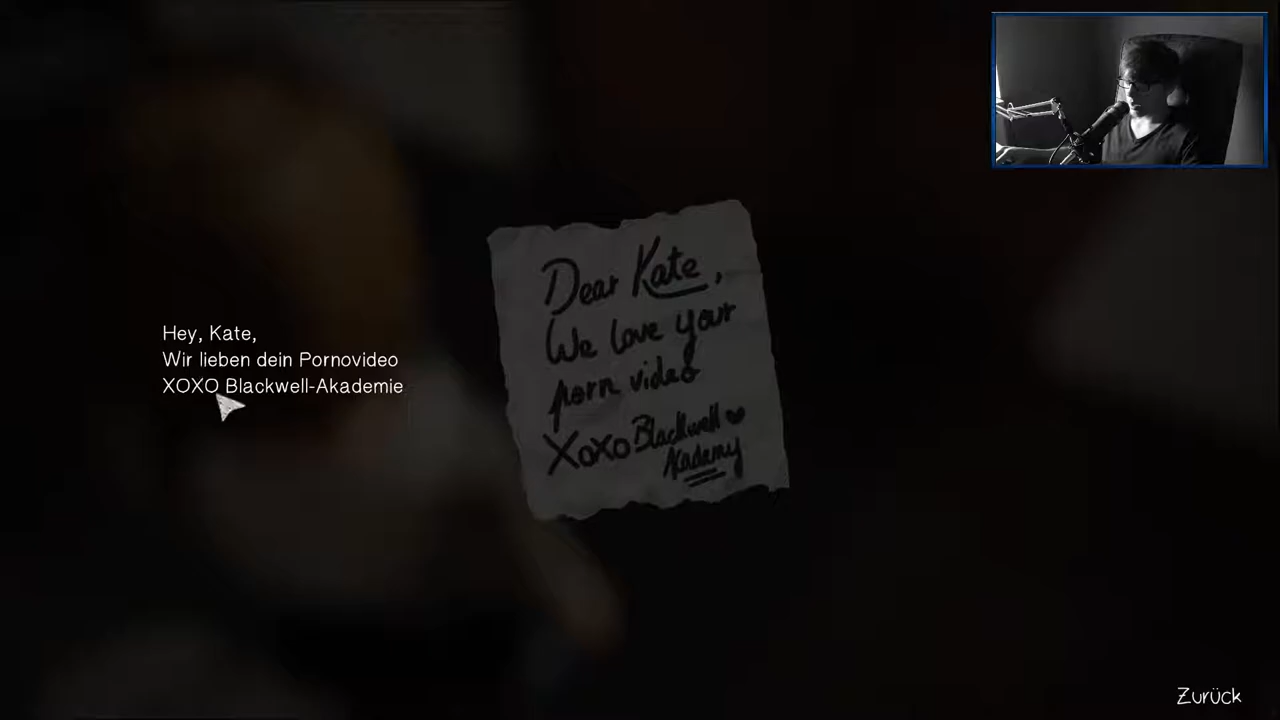 Hey, Kate,
Wir lieben dein Pornovideo
XOXO Blackwell-Akademie
Dear Kate,
We love your
porn video
XoXo Blackwell
Academy
Zurück